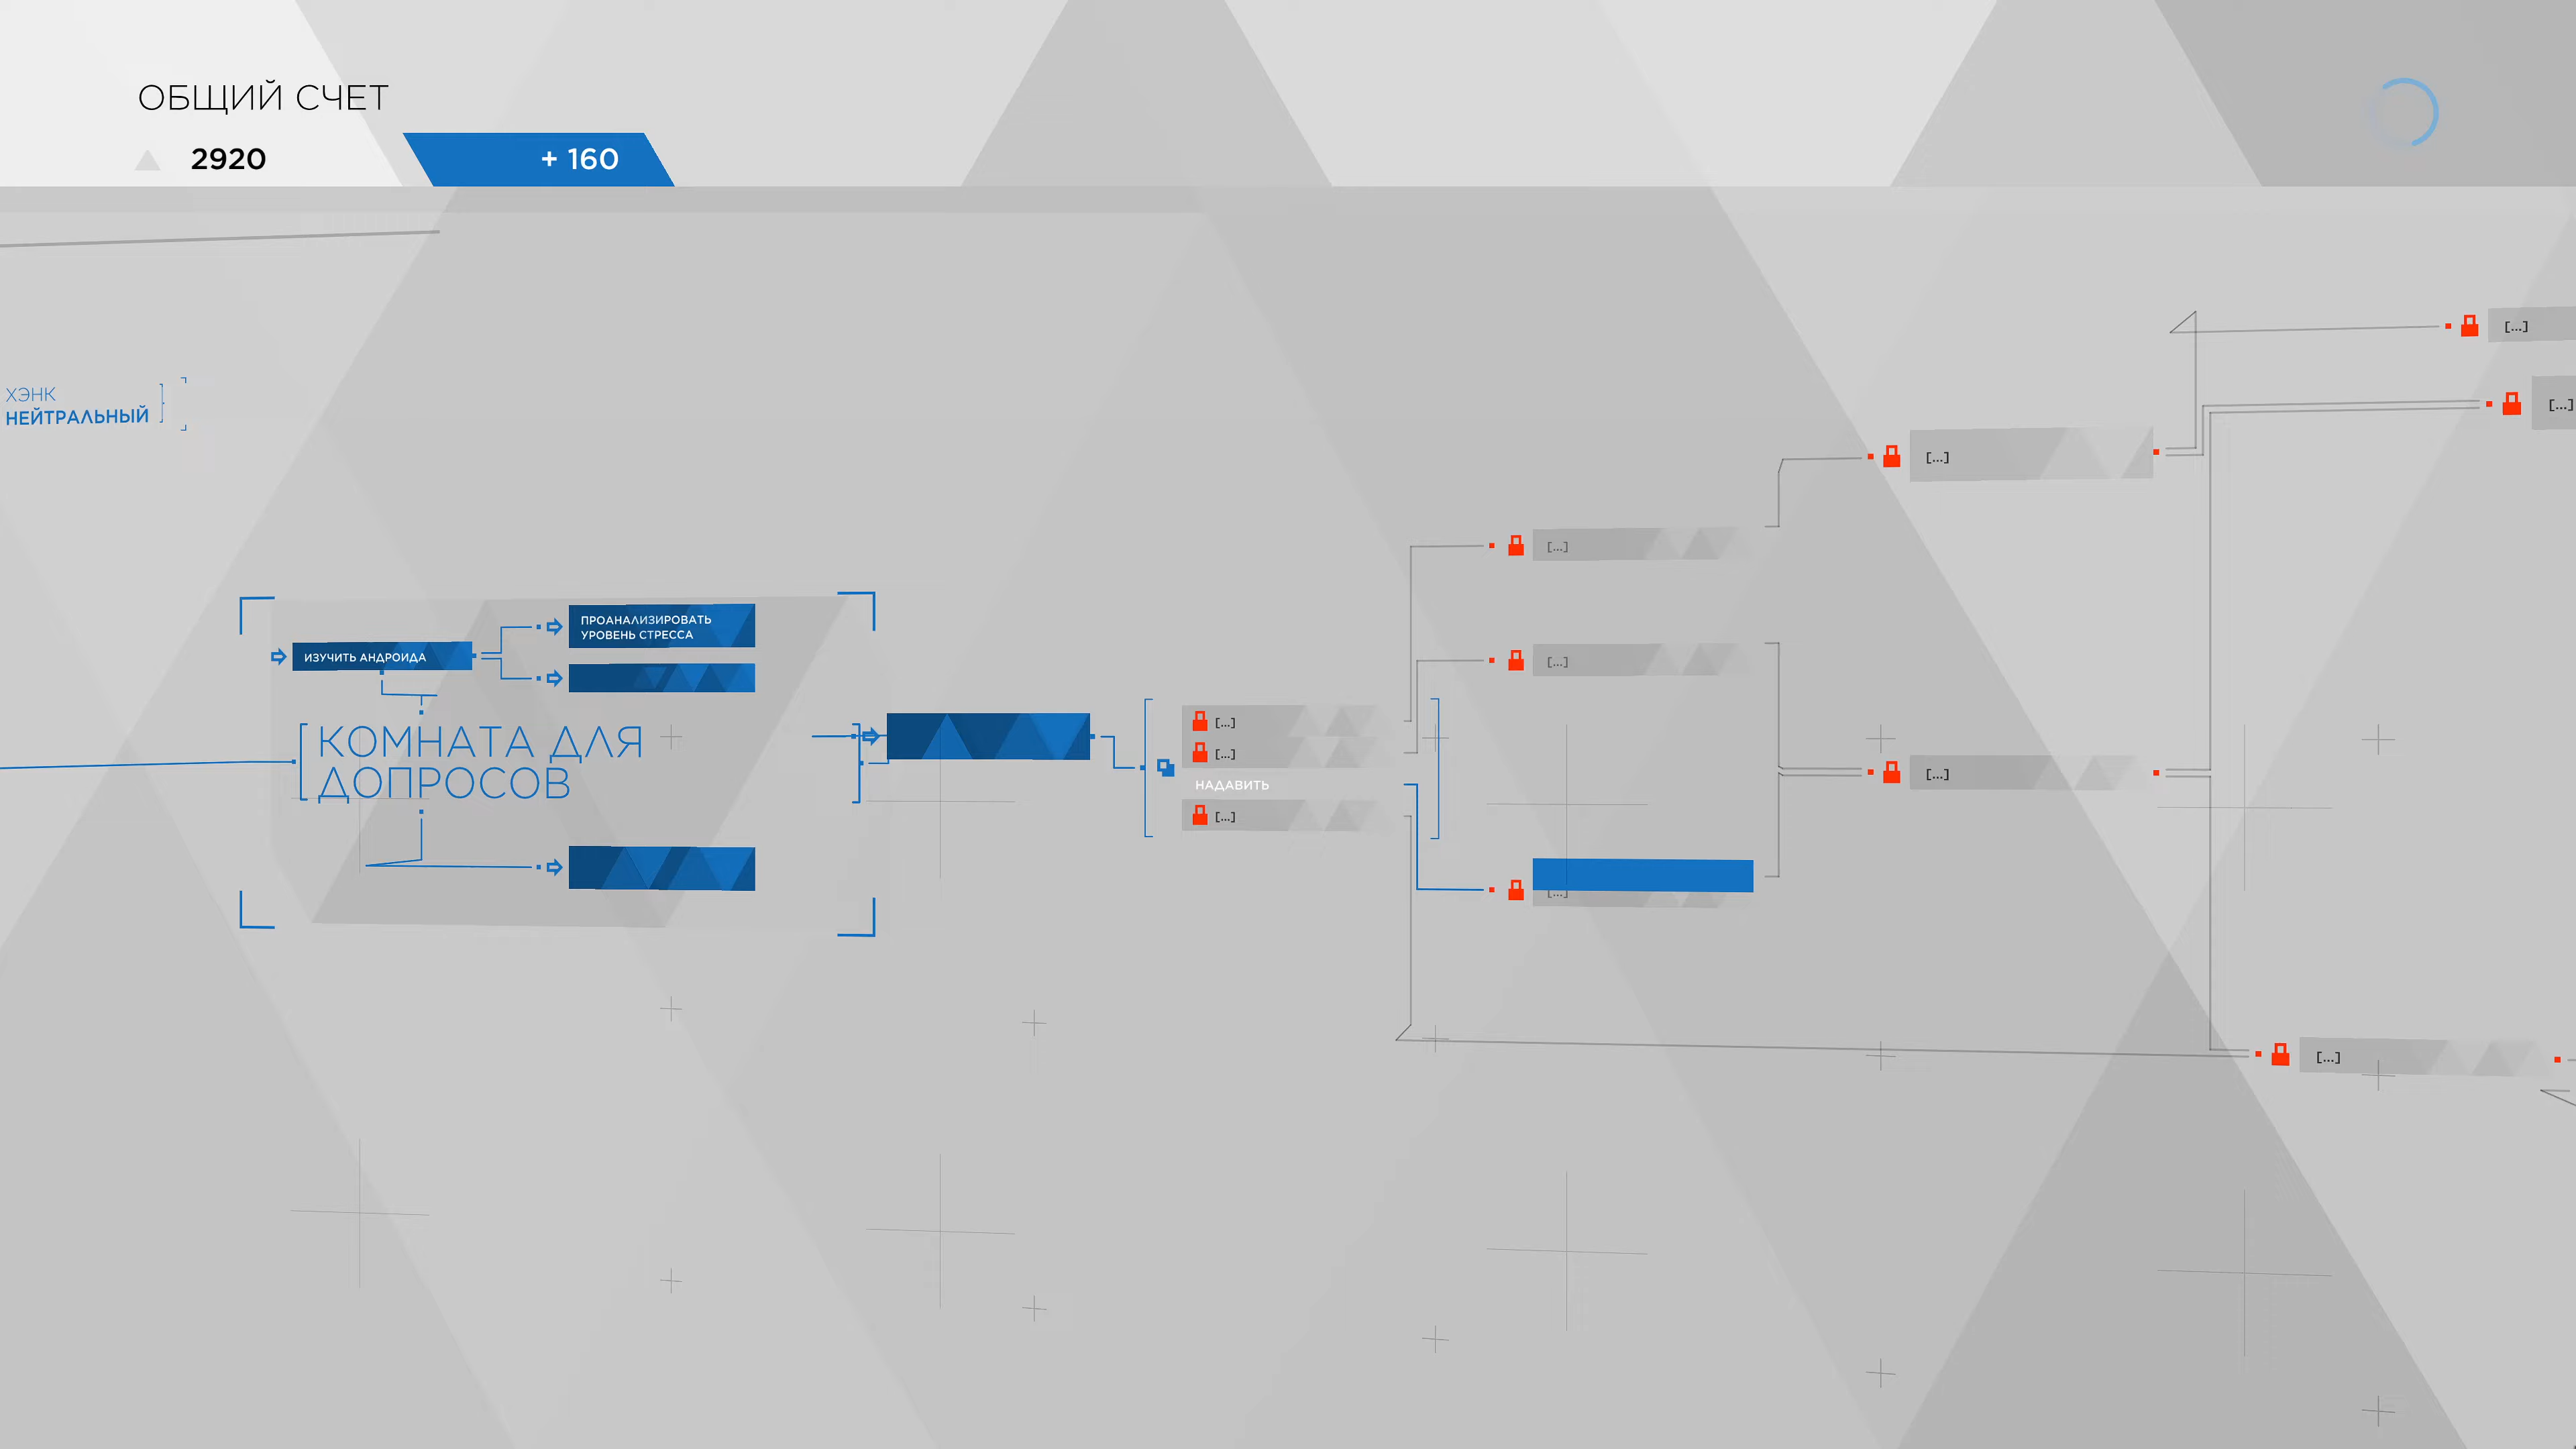 ОБЩИЙ СЧЕТ
2920
+ 160
ХЭНК
НЕЙТРАЛЬНЫЙ
[...]
[...]
[...]
[...]
ПРОАНАЛИЗИРОВАТЬ
УРОВЕНЬ СТРЕССА
ИЗУЧИТЬ АНДРОИДА
[...]
КОМНАТА ДЛЯ
ДОПРОСОВ
[...]
[...]
НАДАВИТЬ
[...]
[...]
[...]
[...]